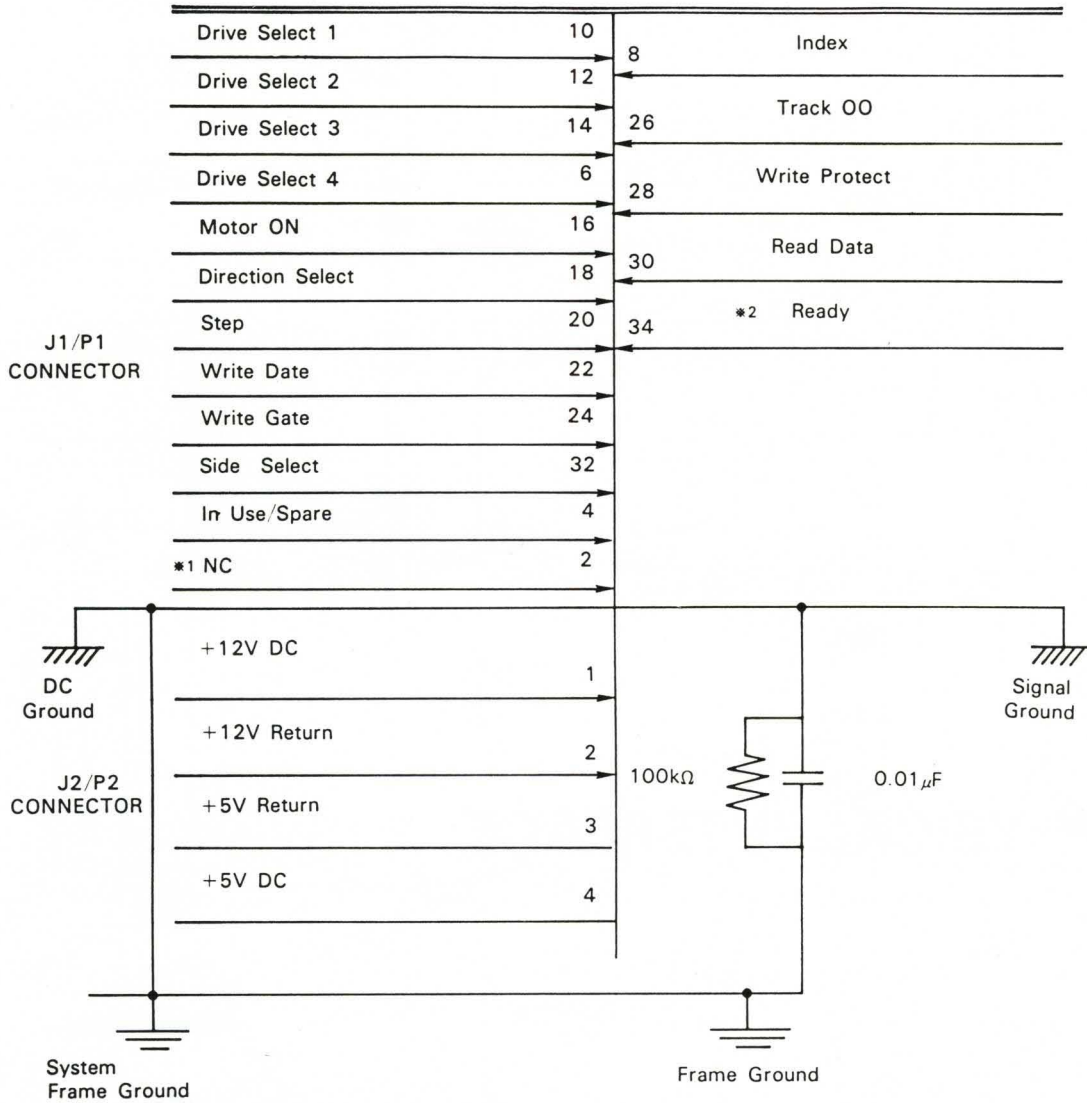 Drive Select 1 10
Index
8
Drive Select 2 12
Track OO
Drive Select 3 14
26
Drive Select 4 6
Write Protect
28
Motor ON 16
Read Data
30
Direction Select 18
*2 Ready
Step 20
34
J1/P1
CONNECTOR
Write Date 22
Write Gate 24
Side Select 32
In Use/Spare 4
*1 NC 2
+12V DC
1
DC
Ground
Signal
Ground
+12V Return
2
J2/P2
CONNECTOR
100kΩ
0.01μF
+5V Return
3
+5V DC
4
System
Frame Ground
Frame Ground